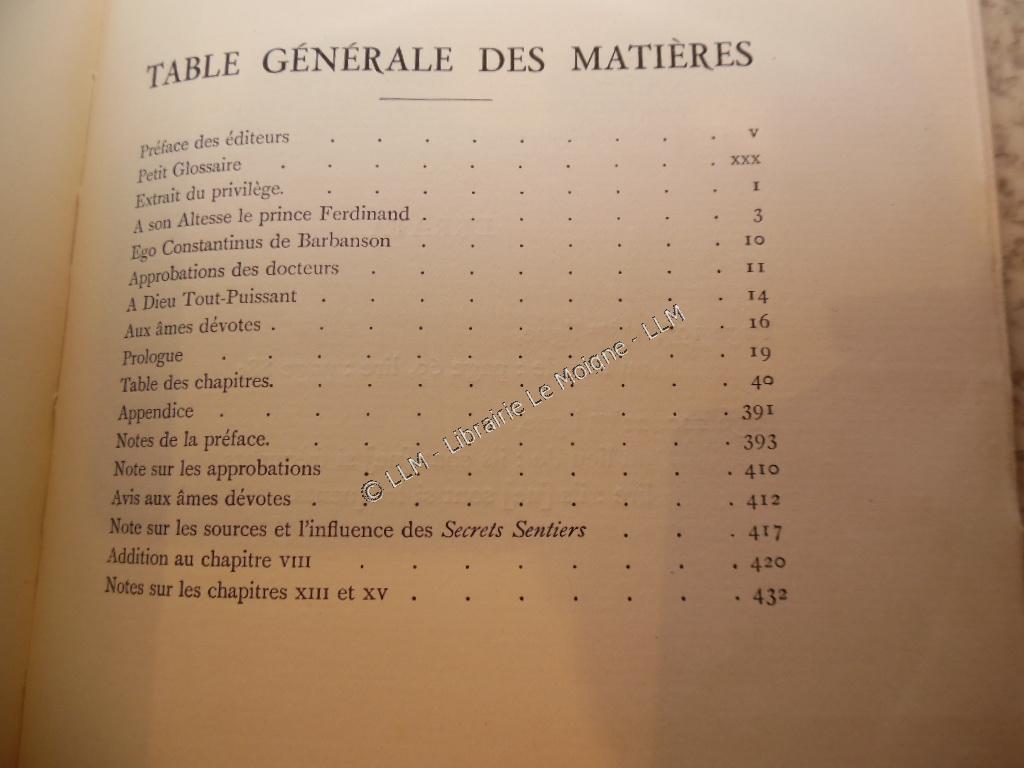 TABLE GÉNÉRALE DES MATIÈRES
Préface des éditeurs . . . . . . . . . v
Petit Glossaire . . . . . . . . . . xxx
Extrait du privilège. . . . . . . . . . 1
A son Altesse le prince Ferdinand . . . . . . . 3
Ego Constantinus de Barbanson . . . . . . . 10
Approbations des docteurs . . . . . . . . 11
A Dieu Tout-Puissant . . . . . . . . . 14
Aux âmes dévotes . . . . . . . . . . 16
Prologue . . . . . . . . . . . 19
Table des chapitres. . . . . . . . . . 40
Appendice . . . . . . . . . . . 391
Notes de la préface. . . . . . . . . . 393
Note sur les approbations . . . . . . . . 410
Avis aux âmes dévotes . . . . . . . . . 412
Note sur les sources et l'influence des Secrets Sentiers . . . 417
Addition au chapitre VIII . . . . . . . . 420
Notes sur les chapitres XIII et XV . . . . . . . 432
© LLM - Librairie Le Moigne - LLM